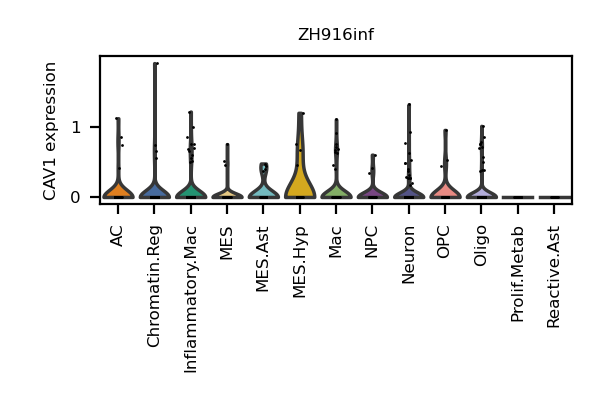 ZH916inf
CAV1 expression
1
0
AC
Chromatin.Reg
Inflammatory.Mac
MES
MES.Ast
MES.Hyp
Mac
NPC
Neuron
OPC
Oligo
Prolif.Metab
Reactive.Ast